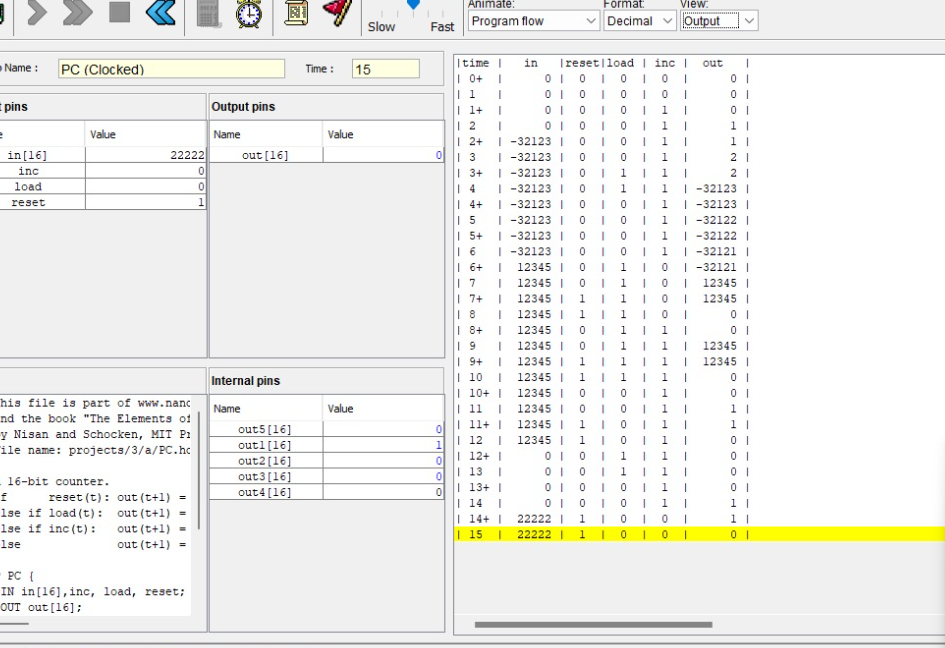 Slow
Fast
Animate:
Program flow
Format:
Decimal
View:
Output
Name :
PC (Clocked)
Time :
15
pins
Value
in[16] 22222
inc 0
load 0
reset 1
Output pins
Name Value
out[16] 0
Internal pins
Name Value
out5[16] 0
out1[16] 1
out2[16] 0
out3[16] 0
out4[16] 0
his file is part of www.nand
nd the book "The Elements of
y Nisan and Schocken, MIT Pr
ile name: projects/3/a/PC.hd
16-bit counter.
f reset(t): out(t+1) =
lse if load(t): out(t+1) =
lse if inc(t): out(t+1) =
lse out(t+1) =
PC {
IN in[16],inc, load, reset;
OUT out[16];
|time | in |reset|load | inc | out |
| 0+ | 0 | 0 | 0 | 0 | 0 |
| 1 | 0 | 0 | 0 | 0 | 0 |
| 1+ | 0 | 0 | 0 | 1 | 0 |
| 2 | 0 | 0 | 0 | 1 | 1 |
| 2+ | -32123 | 0 | 0 | 1 | 1 |
| 3 | -32123 | 0 | 0 | 1 | 2 |
| 3+ | -32123 | 0 | 1 | 1 | 2 |
| 4 | -32123 | 0 | 1 | 1 | -32123 |
| 4+ | -32123 | 0 | 0 | 1 | -32123 |
| 5 | -32123 | 0 | 0 | 1 | -32122 |
| 5+ | -32123 | 0 | 0 | 1 | -32122 |
| 6 | -32123 | 0 | 0 | 1 | -32121 |
| 6+ | 12345 | 0 | 1 | 0 | -32121 |
| 7 | 12345 | 0 | 1 | 0 | 12345 |
| 7+ | 12345 | 1 | 1 | 0 | 12345 |
| 8 | 12345 | 1 | 1 | 0 | 0 |
| 8+ | 12345 | 0 | 1 | 1 | 0 |
| 9 | 12345 | 0 | 1 | 1 | 12345 |
| 9+ | 12345 | 1 | 1 | 1 | 12345 |
| 10 | 12345 | 1 | 1 | 1 | 0 |
| 10+ | 12345 | 0 | 0 | 1 | 0 |
| 11 | 12345 | 0 | 0 | 1 | 1 |
| 11+ | 12345 | 1 | 0 | 1 | 1 |
| 12 | 12345 | 1 | 0 | 1 | 0 |
| 12+ | 0 | 0 | 1 | 1 | 0 |
| 13 | 0 | 0 | 1 | 1 | 0 |
| 13+ | 0 | 0 | 0 | 1 | 0 |
| 14 | 0 | 0 | 0 | 1 | 1 |
| 14+ | 22222 | 1 | 0 | 0 | 1 |
| 15 | 22222 | 1 | 0 | 0 | 0 |